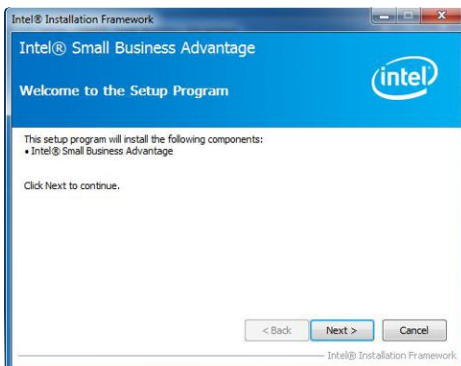 Intel® Installation Framework
Intel® Small Business Advantage
Welcome to the Setup Program
intel
This setup program will install the following components:
• Intel® Small Business Advantage
Click Next to continue.
< Back Next > Cancel
Intel® Installation Framework